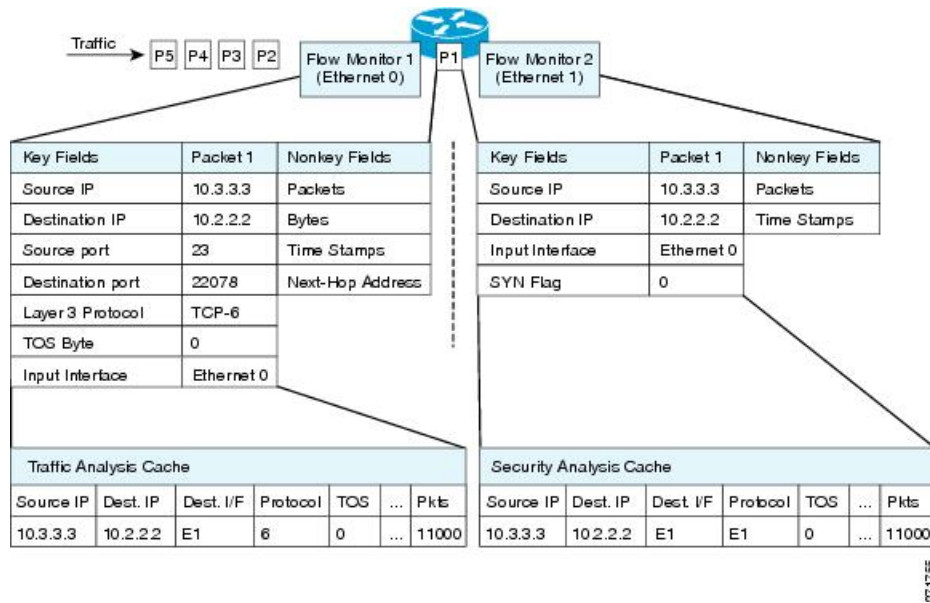 Traffic
P5 P4 P3 P2
Flow Monitor 1
(Ethernet 0)
P1
Flow Monitor 2
(Ethernet 1)
Key Fields Packet 1 Nonkey Fields
Source IP 10.3.3.3 Packets
Destination IP 10.2.2.2 Bytes
Source port 23 Time Stamps
Destination port 22078 Next-Hop Address
Layer 3 Protocol TCP-6
TOS Byte 0
Input Interface Ethernet 0
Key Fields Packet 1 Nonkey Fields
Source IP 10.3.3.3 Packets
Destination IP 10.2.2.2 Time Stamps
Input Interface Ethernet 0
SYN Flag 0
Traffic Analysis Cache
Source IP Dest. IP Dest. I/F Protocol TOS ... Pkts
10.3.3.3 10.2.2.2 E1 6 0 ... 11000
Security Analysis Cache
Source IP Dest. IP Dest. I/F Protocol TOS ... Pkts
10.3.3.3 10.2.2.2 E1 E1 0 ... 11000